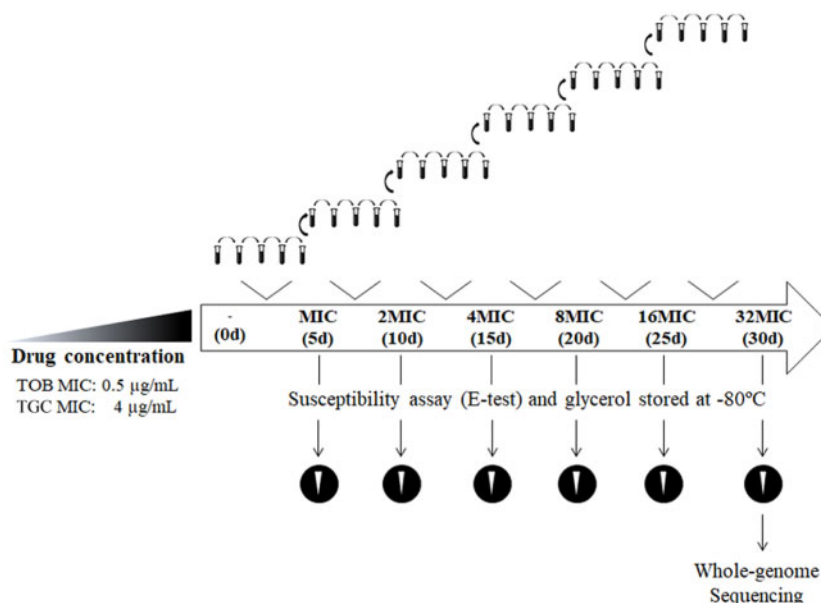 -
(0d)
MIC
(5d)
2MIC
(10d)
4MIC
(15d)
8MIC
(20d)
16MIC
(25d)
32MIC
(30d)
Drug concentration
TOB MIC: 0.5 µg/mL
TGC MIC: 4 µg/mL
Susceptibility assay (E-test) and glycerol stored at -80ºC
Whole-genome
Sequencing